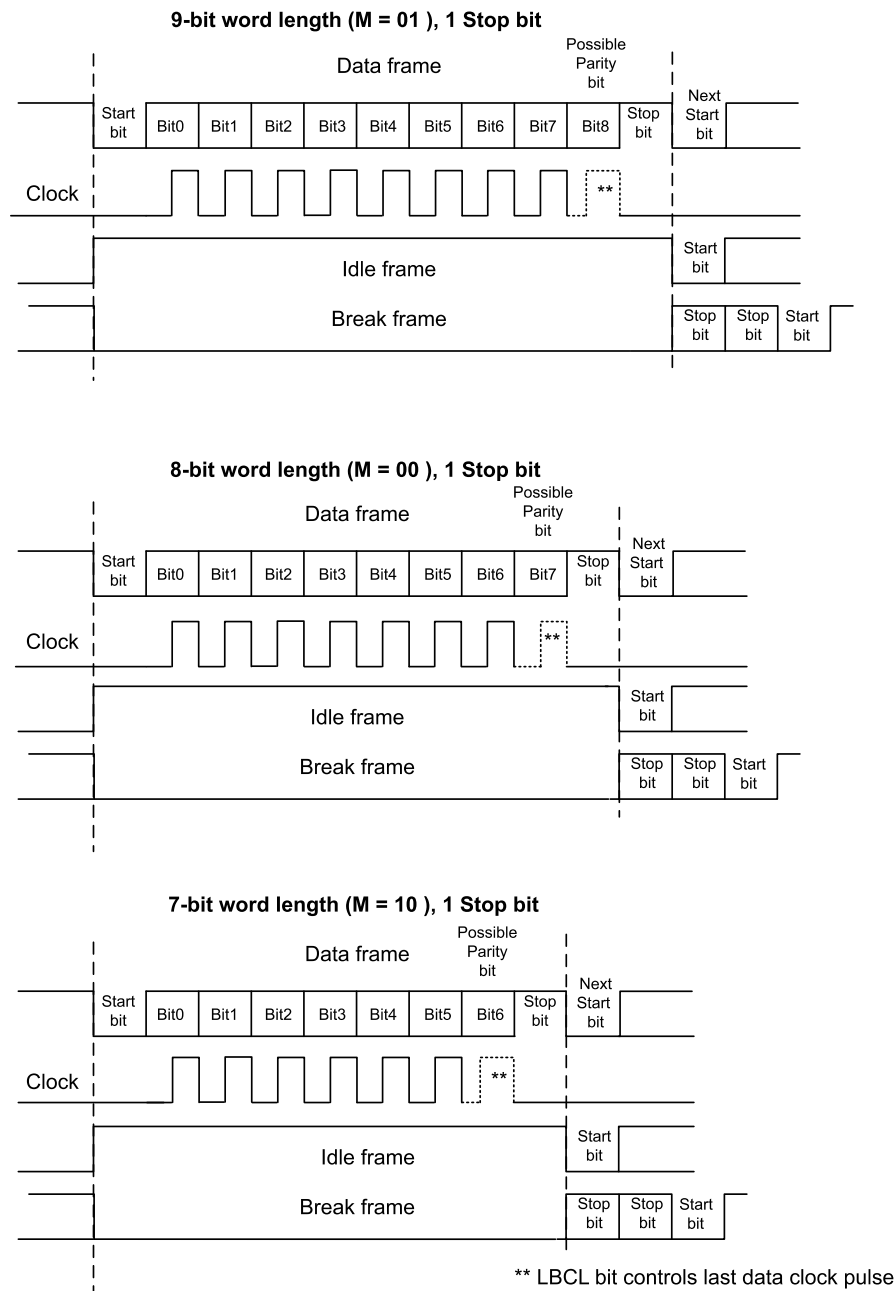 9-bit word length (M = 01 ), 1 Stop bit
Data frame
Possible
Parity
bit
Start
bit
Bit0
Bit1
Bit2
Bit3
Bit4
Bit5
Bit6
Bit7
Bit8
Stop
bit
Next
Start
bit
Clock
**
Idle frame
Start
bit
Break frame
Stop
bit
Stop
bit
Start
bit
8-bit word length (M = 00 ), 1 Stop bit
Data frame
Possible
Parity
bit
Start
bit
Bit0
Bit1
Bit2
Bit3
Bit4
Bit5
Bit6
Bit7
Stop
bit
Next
Start
bit
Clock
**
Idle frame
Start
bit
Break frame
Stop
bit
Stop
bit
Start
bit
7-bit word length (M = 10 ), 1 Stop bit
Data frame
Possible
Parity
bit
Start
bit
Bit0
Bit1
Bit2
Bit3
Bit4
Bit5
Bit6
Stop
bit
Next
Start
bit
Clock
**
Idle frame
Start
bit
Break frame
Stop
bit
Stop
bit
Start
bit
** LBCL bit controls last data clock pulse